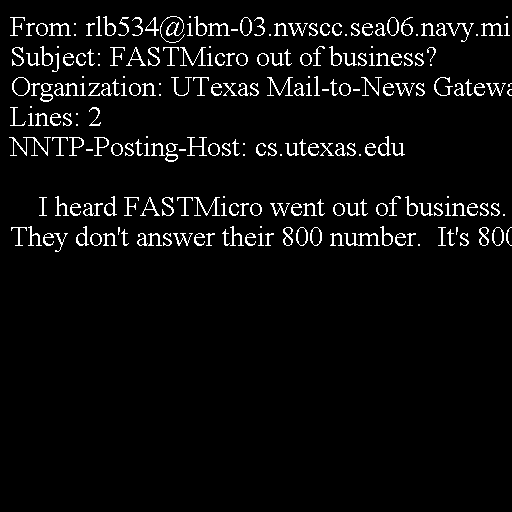 From: rlb534@ibm-03.nwscc.sea06.navy.mi
Subject: FASTMicro out of business?
Organization: UTexas Mail-to-News Gatewa
Lines: 2
NNTP-Posting-Host: cs.utexas.edu
I heard FASTMicro went out of business.
They don't answer their 800 number.  It's 800